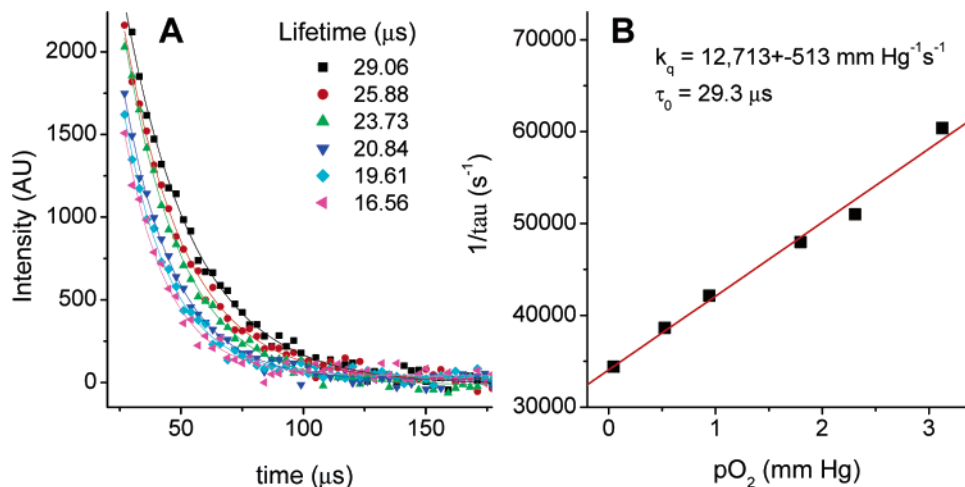 A
Lifetime (μs)
29.06
25.88
23.73
20.84
19.61
16.56
Intensity (AU)
2000
1500
1000
500
0
50
100
150
time (μs)
B
k_q = 12,713+-513 mm Hg⁻¹s⁻¹
τ₀ = 29.3 μs
1/tau (s⁻¹)
70000
60000
50000
40000
30000
0
1
2
3
pO₂ (mm Hg)